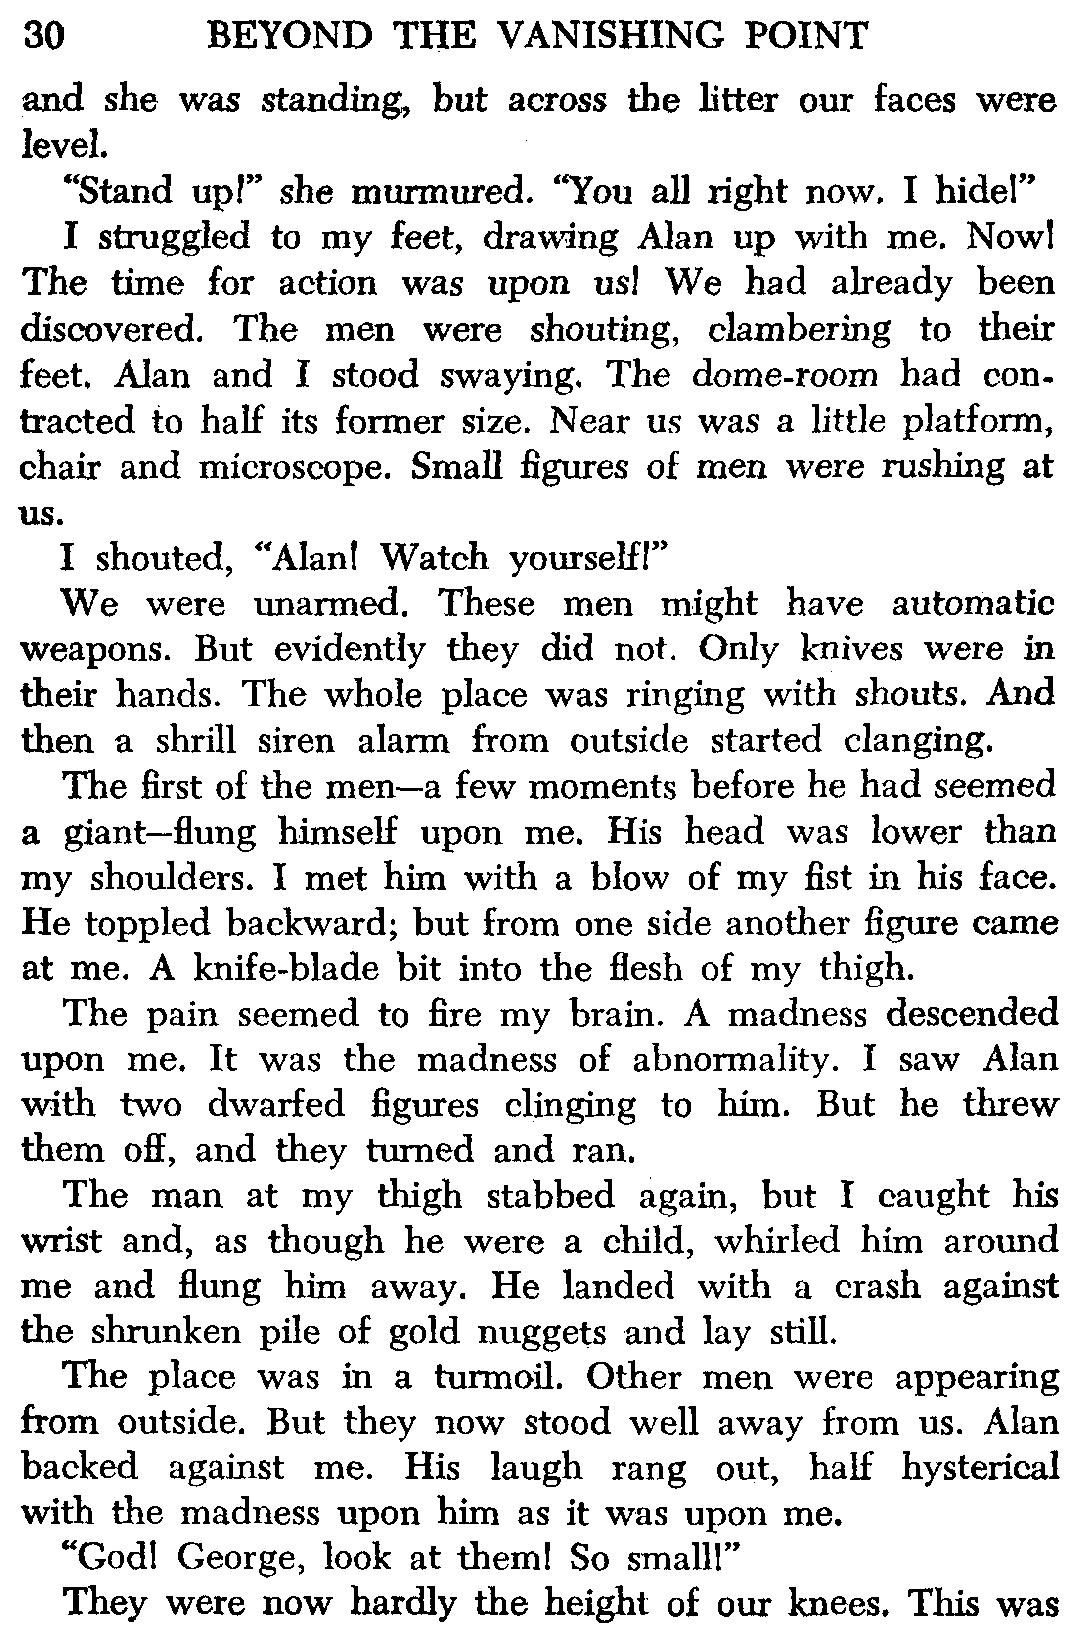 30 BEYOND THE VANISHING POINT
and she was standing, but across the litter our faces were
level.
“Stand up!” she murmured. “You all right now. I hide!”
I struggled to my feet, drawing Alan up with me. Now!
The time for action was upon us! We had already been
discovered. The men were shouting, clambering to their
feet. Alan and I stood swaying. The dome-room had con-
tracted to half its former size. Near us was a little platform,
chair and microscope. Small figures of men were rushing at
us.
I shouted, “Alan! Watch yourself!”
We were unarmed. These men might have automatic
weapons. But evidently they did not. Only knives were in
their hands. The whole place was ringing with shouts. And
then a shrill siren alarm from outside started clanging.
The first of the men—a few moments before he had seemed
a giant—flung himself upon me. His head was lower than
my shoulders. I met him with a blow of my fist in his face.
He toppled backward; but from one side another figure came
at me. A knife-blade bit into the flesh of my thigh.
The pain seemed to fire my brain. A madness descended
upon me. It was the madness of abnormality. I saw Alan
with two dwarfed figures clinging to him. But he threw
them off, and they turned and ran.
The man at my thigh stabbed again, but I caught his
wrist and, as though he were a child, whirled him around
me and flung him away. He landed with a crash against
the shrunken pile of gold nuggets and lay still.
The place was in a turmoil. Other men were appearing
from outside. But they now stood well away from us. Alan
backed against me. His laugh rang out, half hysterical
with the madness upon him as it was upon me.
“God! George, look at them! So small!”
They were now hardly the height of our knees. This was